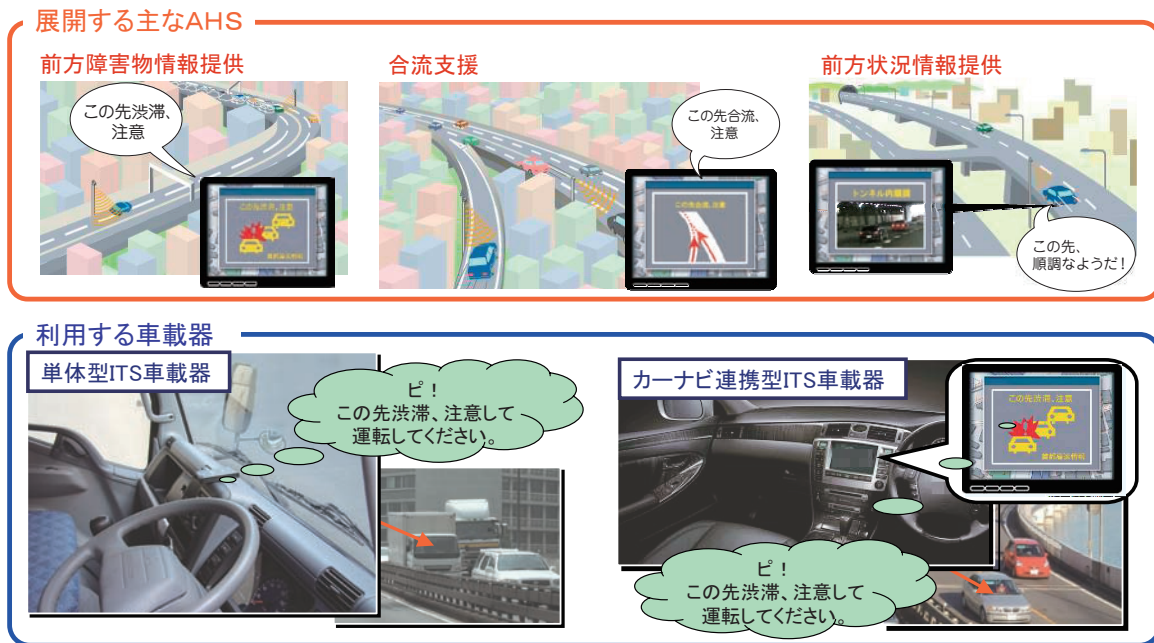 展開する主なAHS
前方障害物情報提供
この先渋滞、
注意
この先渋滞、注意
合流支援
この先合流、
注意
この先合流、注意
前方状況情報提供
この先、
順調なようだ！
利用する車載器
単体型ITS車載器
ピ！
この先渋滞、注意して
運転してください。
カーナビ連携型ITS車載器
この先渋滞、注意
ピ！
この先渋滞、注意して
運転してください。